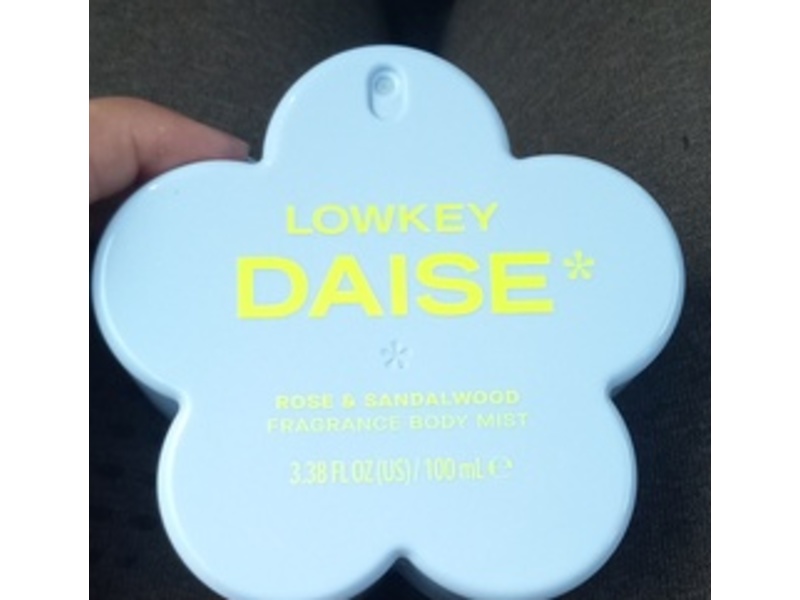 LOWKEY
DAISE*
*
ROSE & SANDALWOOD
FRAGRANCE BODY MIST
3.38 FL OZ (US) / 100 mL ℮